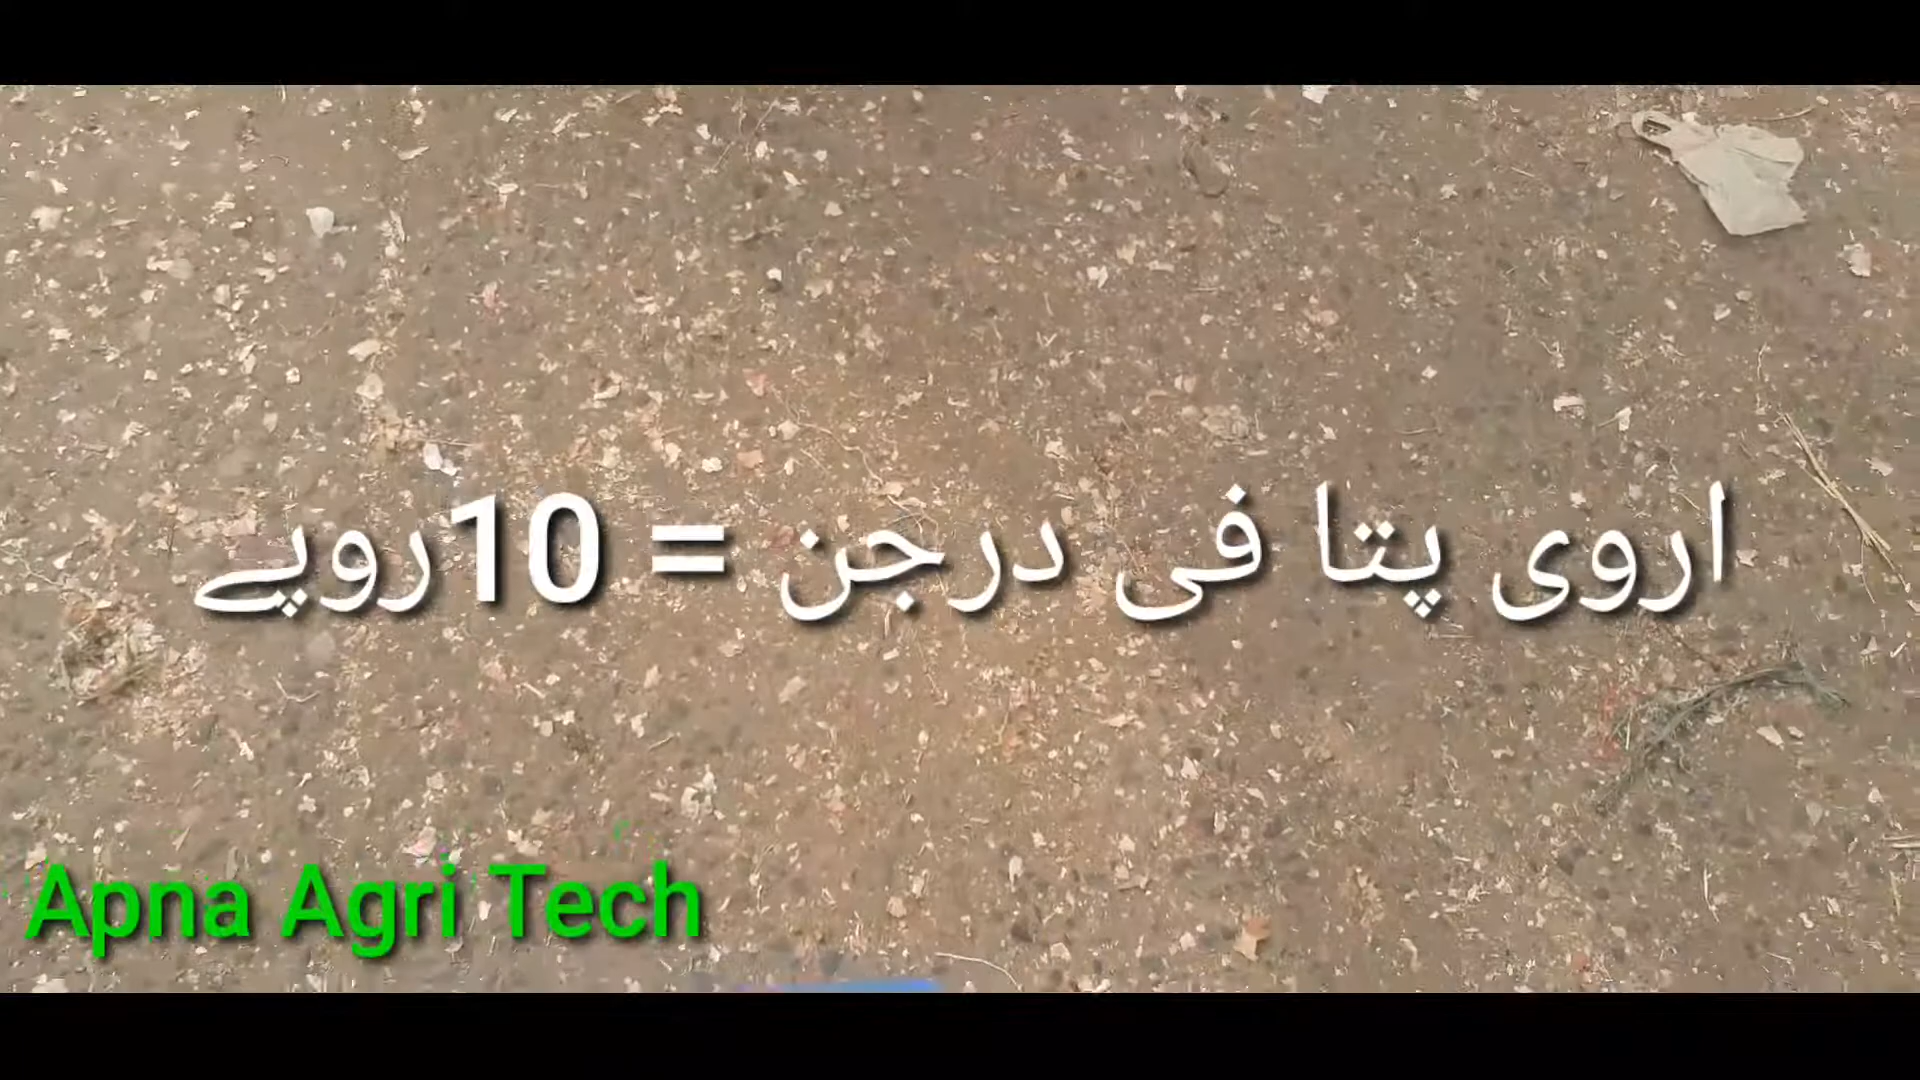 اروی پتا فی درجن = 10روپے
Apna Agri Tech